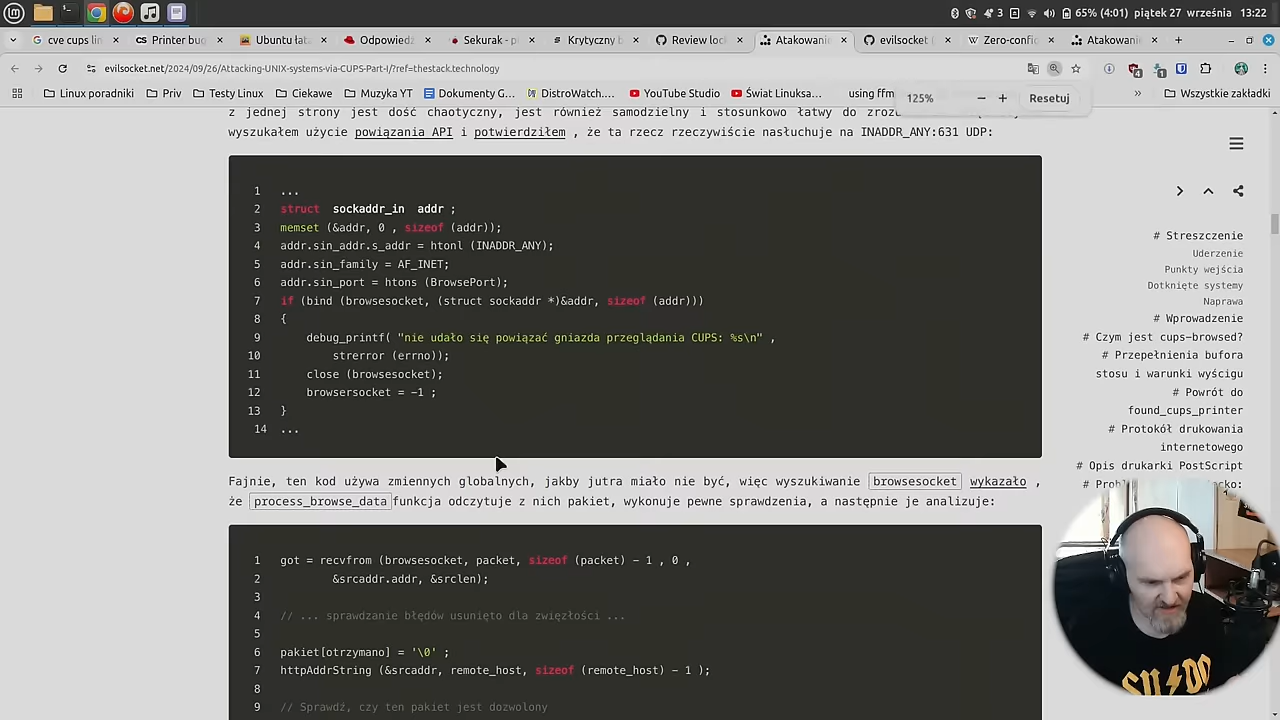 3
65% (4:01) piątek 27 września 13:22
cve cups lin
Printer bug
Ubuntu łata
Odpowiedź
Sekurak - p
Krytyczny b
Review loc
Atakowanie
evilsocket (
Zero-config
Atakowanie
evilsocket.net/2024/09/26/Attacking-UNIX-systems-via-CUPS-Part-I/?ref=thestack.technology
Linux poradniki
Priv
Testy Linux
Ciekawe
Muzyka YT
Dokumenty G...
DistroWatch....
YouTube Studio
Świat Linuksa...
using ffm
Wszystkie zakładki
125%
Resetuj
z jednej strony jest dość chaotyczny, jest również samodzielny i stosunkowo łatwy do
wyszukałem użycie powiązania API i potwierdziłem , że ta rzecz rzeczywiście nasłuchuje na INADDR_ANY:631 UDP:
1 ...
2 struct sockaddr_in addr ;
3 memset (&addr, 0 , sizeof (addr));
4 addr.sin_addr.s_addr = htonl (INADDR_ANY);
5 addr.sin_family = AF_INET;
6 addr.sin_port = htons (BrowsePort);
7 if (bind (browsesocket, (struct sockaddr *)&addr, sizeof (addr)))
8 {
9 debug_printf( "nie udało się powiązać gniazda przeglądania CUPS: %s\n" ,
10 strerror (errno));
11 close (browsesocket);
12 browsersocket = -1 ;
13 }
14 ...
Fajnie, ten kod używa zmiennych globalnych, jakby jutra miało nie być, więc wyszukiwanie browsesocket wykazało ,
że process_browse_data funkcja odczytuje z nich pakiet, wykonuje pewne sprawdzenia, a następnie je analizuje:
1 got = recvfrom (browsesocket, packet, sizeof (packet) - 1 , 0 ,
2 &srcaddr.addr, &srclen);
3
4 // ... sprawdzanie błędów usunięto dla zwięzłości ...
5
6 pakiet[otrzymano] = '\0' ;
7 httpAddrString (&srcaddr, remote_host, sizeof (remote_host) - 1 );
8
9 // Sprawdź, czy ten pakiet jest dozwolony
# Streszczenie
Uderzenie
Punkty wejścia
Dotknięte systemy
Naprawa
# Wprowadzenie
# Czym jest cups-browsed?
# Przepełnienia bufora
stosu i warunki wyścigu
# Powrót do
found_cups_printer
# Protokół drukowania
internetowego
# Opis drukarki PostScript